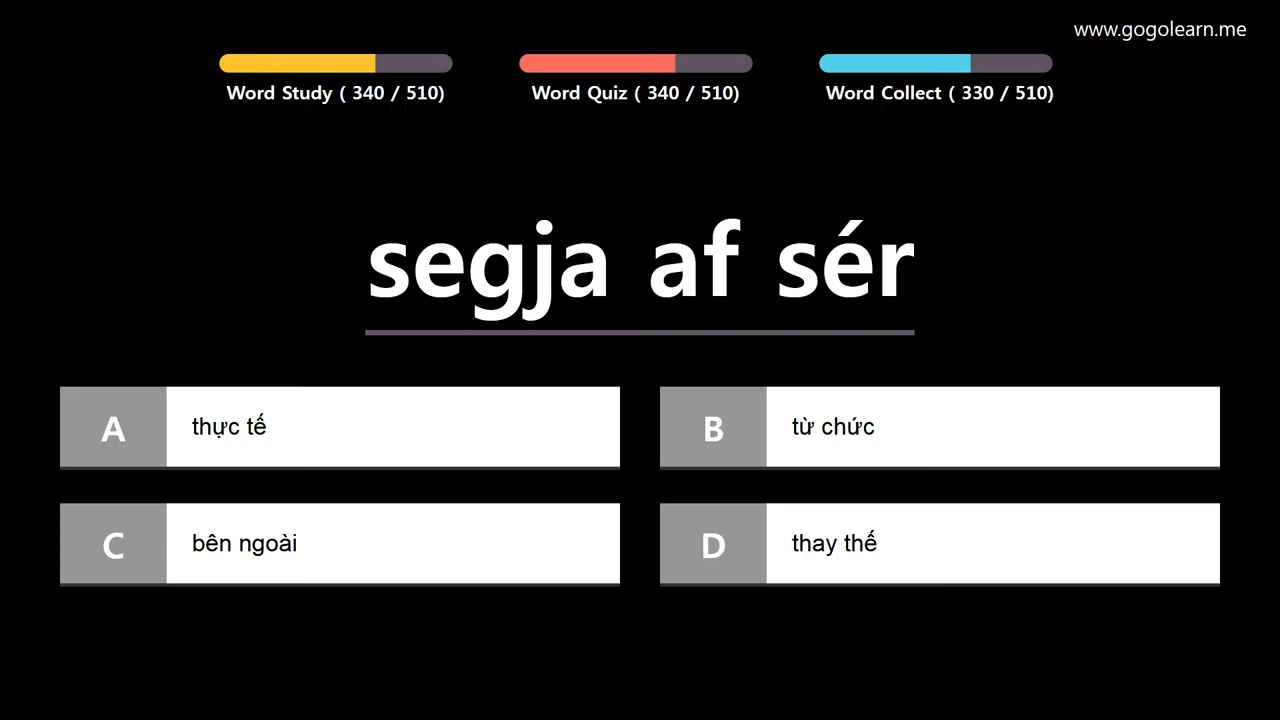 www.gogolearn.me
Word Study ( 340 / 510)
Word Quiz ( 340 / 510)
Word Collect ( 330 / 510)
segja af sér
A thực tế
B từ chức
C bên ngoài
D thay thế